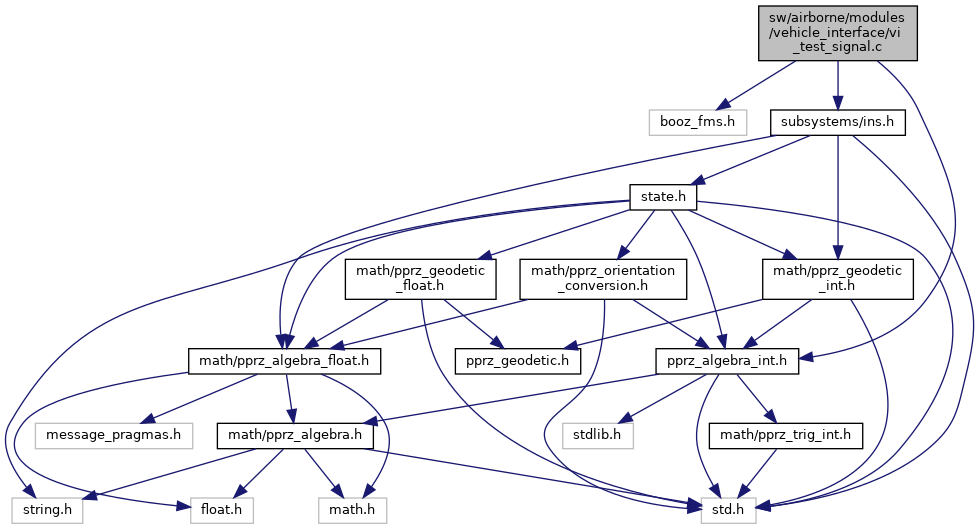 sw/airborne/modules
/vehicle_interface/vi
_test_signal.c
booz_fms.h
subsystems/ins.h
state.h
math/pprz_geodetic
_float.h
math/pprz_orientation
_conversion.h
math/pprz_geodetic
_int.h
math/pprz_algebra_float.h
pprz_geodetic.h
pprz_algebra_int.h
message_pragmas.h
math/pprz_algebra.h
stdlib.h
math/pprz_trig_int.h
string.h
float.h
math.h
std.h